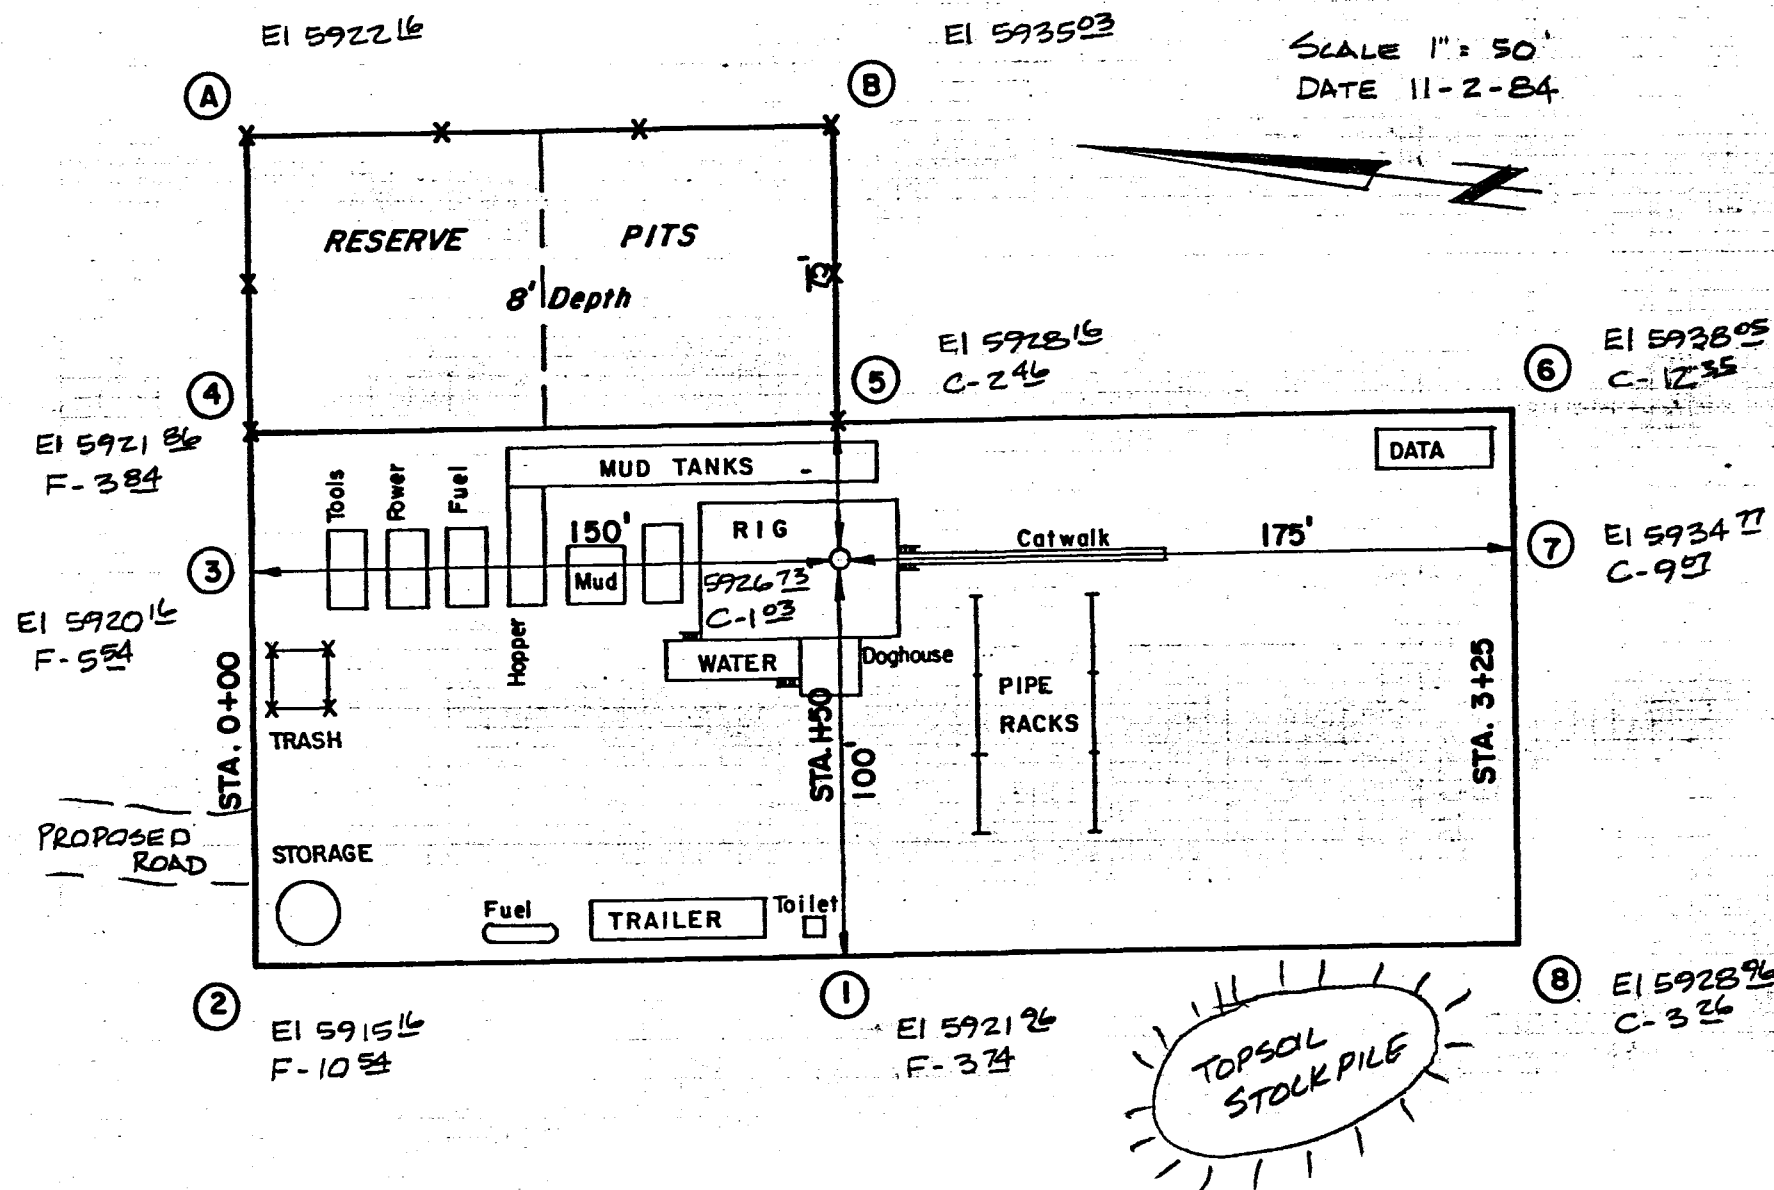 El 5922.16
El 5935.03
SCALE 1" = 50'
DATE 11-2-84
A
B
N
RESERVE PITS
75'
8' Depth
El 5928.16
C-2.46
El 5938.05
C-12.35
4
5
6
El 5921.86
F-3.84
DATA
MUD TANKS
Tools
Power
Fuel
150'
RIG
Catwalk
175'
El 5934.77
C-9.07
3
7
Mud
5926.73
C-1.03
El 5920.16
F-5.54
Hopper
WATER
Doghouse
PIPE
RACKS
STA. 0+00
STA. 1+50
100'
STA. 3+25
TRASH
PROPOSED
ROAD
STORAGE
Fuel
TRAILER
Toilet
2
1
8
El 5915.16
F-10.54
El 5921.96
F-3.74
El 5928.96
C-3.26
TOPSOIL
STOCKPILE